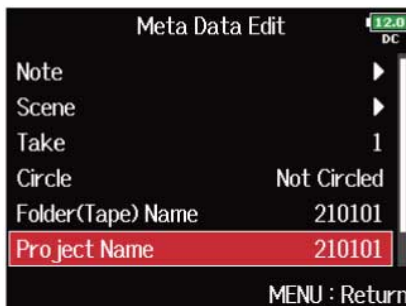 Meta Data Edit
12.0
DC
Note
Scene
Take 1
Circle Not Circled
Folder(Tape) Name 210101
Project Name 210101
MENU : Return